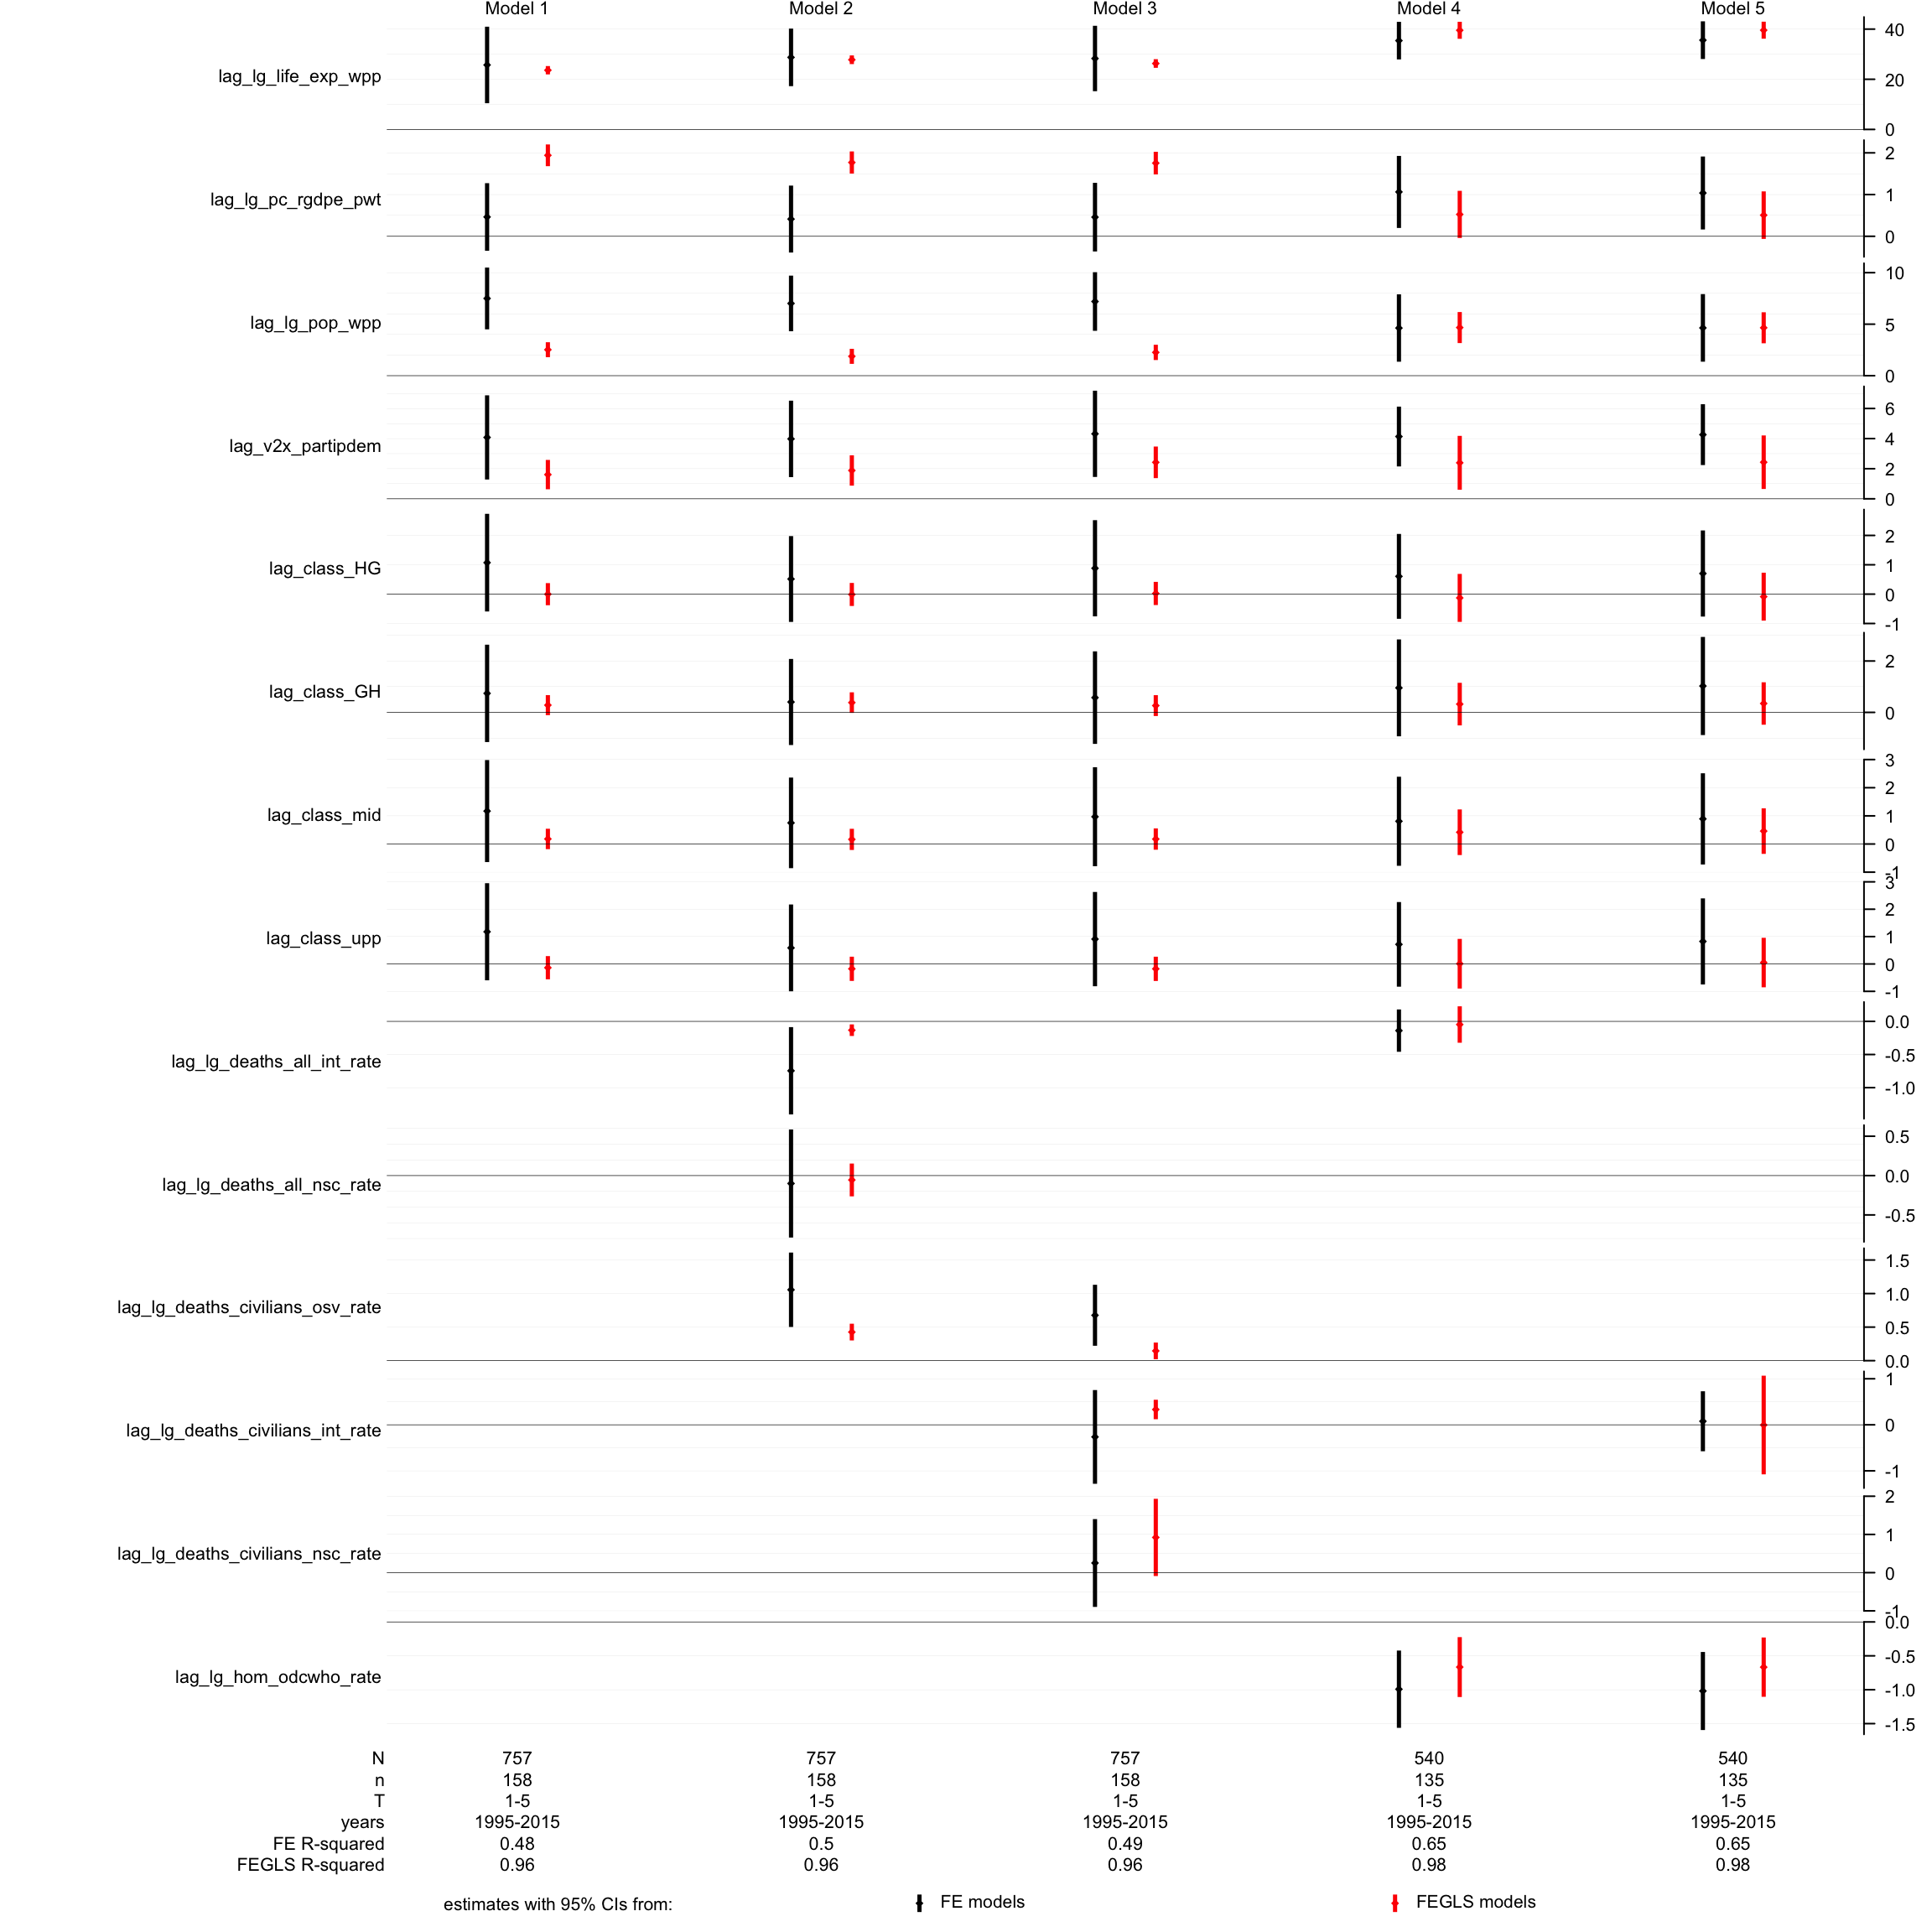 Model 1 Model 2 Model 3 Model 4 Model 5
lag_lg_life_exp_wpp
40
20
0
lag_lg_pc_rgdpe_pwt
2
1
0
lag_lg_pop_wpp
10
5
0
lag_v2x_partipdem
6
4
2
0
lag_class_HG
2
1
0
-1
lag_class_GH
2
0
lag_class_mid
3
2
1
0
-1
lag_class_upp
3
2
1
0
-1
lag_lg_deaths_all_int_rate
0.0
-0.5
-1.0
lag_lg_deaths_all_nsc_rate
0.5
0.0
-0.5
lag_lg_deaths_civilians_osv_rate
1.5
1.0
0.5
0.0
lag_lg_deaths_civilians_int_rate
1
0
-1
lag_lg_deaths_civilians_nsc_rate
2
1
0
-1
lag_lg_hom_odcwho_rate
0.0
-0.5
-1.0
-1.5
N 757 757 757 540 540
n 158 158 158 135 135
T 1-5 1-5 1-5 1-5 1-5
years 1995-2015 1995-2015 1995-2015 1995-2015 1995-2015
FE R-squared 0.48 0.5 0.49 0.65 0.65
FEGLS R-squared 0.96 0.96 0.96 0.98 0.98
estimates with 95% CIs from: FE models FEGLS models